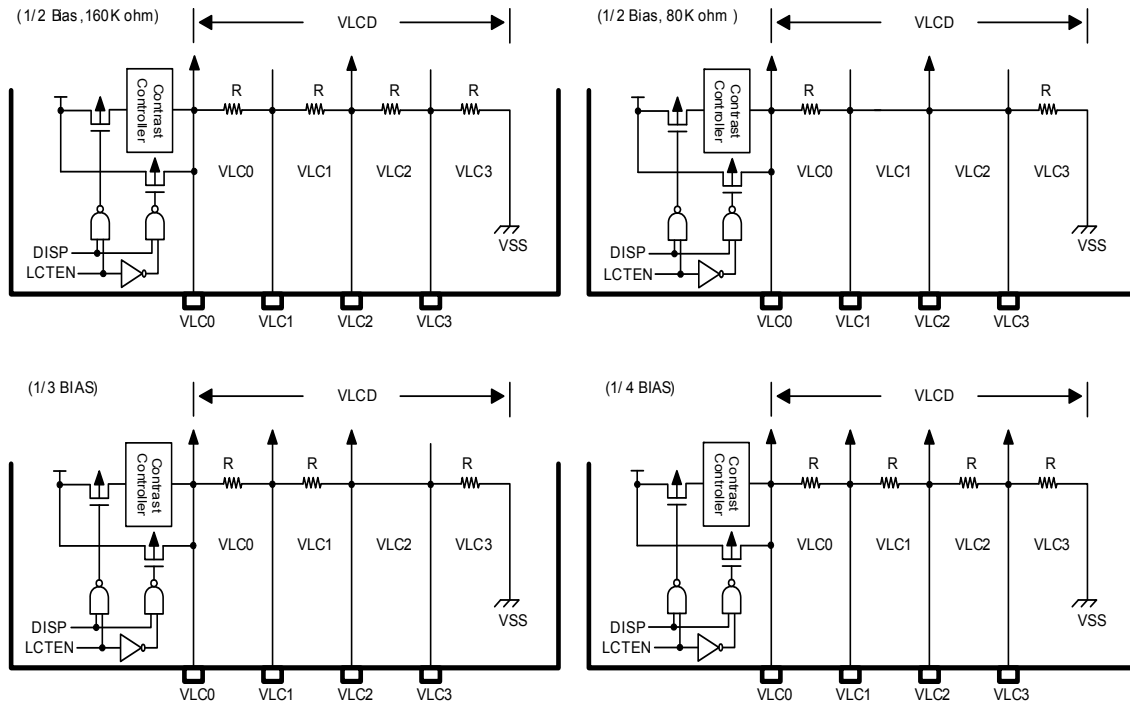 (1/2 Bias, 160K ohm)
VLCD
Contrast
Controller
R
R
R
R
VLC0
VLC1
VLC2
VLC3
DISP
LCTEN
VSS
VLC0
VLC1
VLC2
VLC3
(1/2 Bias, 80K ohm )
VLCD
Contrast
Controller
R
R
VLC0
VLC1
VLC2
VLC3
DISP
LCTEN
VSS
VLC0
VLC1
VLC2
VLC3
(1/3 BIAS)
VLCD
Contrast
Controller
R
R
R
VLC0
VLC1
VLC2
VLC3
DISP
LCTEN
VSS
VLC0
VLC1
VLC2
VLC3
(1/4 BIAS)
VLCD
Contrast
Controller
R
R
R
R
VLC0
VLC1
VLC2
VLC3
DISP
LCTEN
VSS
VLC0
VLC1
VLC2
VLC3